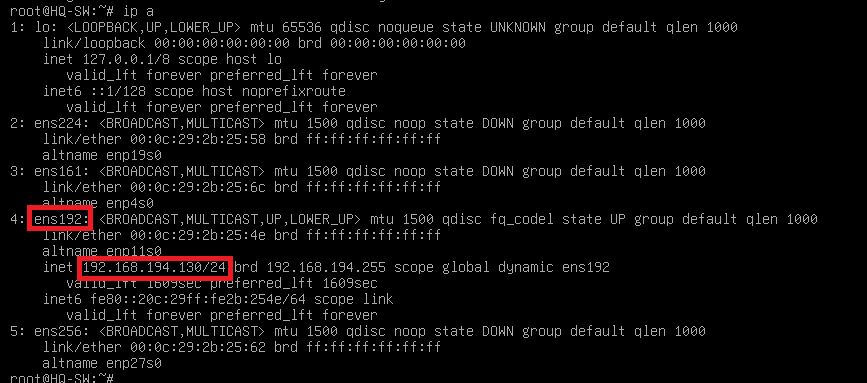 root@HQ-SW:~# ip a
1: lo: <LOOPBACK,UP,LOWER_UP> mtu 65536 qdisc noqueue state UNKNOWN group default qlen 1000
link/loopback 00:00:00:00:00:00 brd 00:00:00:00:00:00
inet 127.0.0.1/8 scope host lo
valid_lft forever preferred_lft forever
inet6 ::1/128 scope host noprefixroute
valid_lft forever preferred_lft forever
2: ens224: <BROADCAST,MULTICAST> mtu 1500 qdisc noop state DOWN group default qlen 1000
link/ether 00:0c:29:2b:25:58 brd ff:ff:ff:ff:ff:ff
altname enp19s0
3: ens161: <BROADCAST,MULTICAST> mtu 1500 qdisc noop state DOWN group default qlen 1000
link/ether 00:0c:29:2b:25:6c brd ff:ff:ff:ff:ff:ff
altname enp4s0
4: ens192: <BROADCAST,MULTICAST,UP,LOWER_UP> mtu 1500 qdisc fq_codel state UP group default qlen 1000
link/ether 00:0c:29:2b:25:4e brd ff:ff:ff:ff:ff:ff
altname enp11s0
inet 192.168.194.130/24 brd 192.168.194.255 scope global dynamic ens192
valid_lft 1609sec preferred_lft 1609sec
inet6 fe80::20c:29ff:fe2b:254e/64 scope link
valid_lft forever preferred_lft forever
5: ens256: <BROADCAST,MULTICAST> mtu 1500 qdisc noop state DOWN group default qlen 1000
link/ether 00:0c:29:2b:25:62 brd ff:ff:ff:ff:ff:ff
altname enp27s0
root@HQ-SW:~#